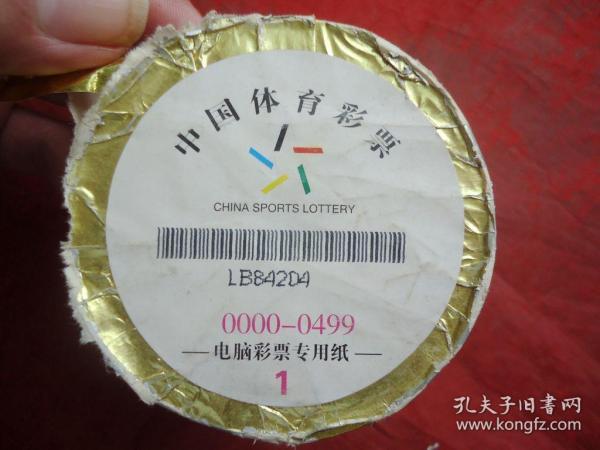 中国体育彩票
CHINA SPORTS LOTTERY
LB842D4
0000-0499
电脑彩票专用纸
1
孔夫子旧书网
www.kongfz.com